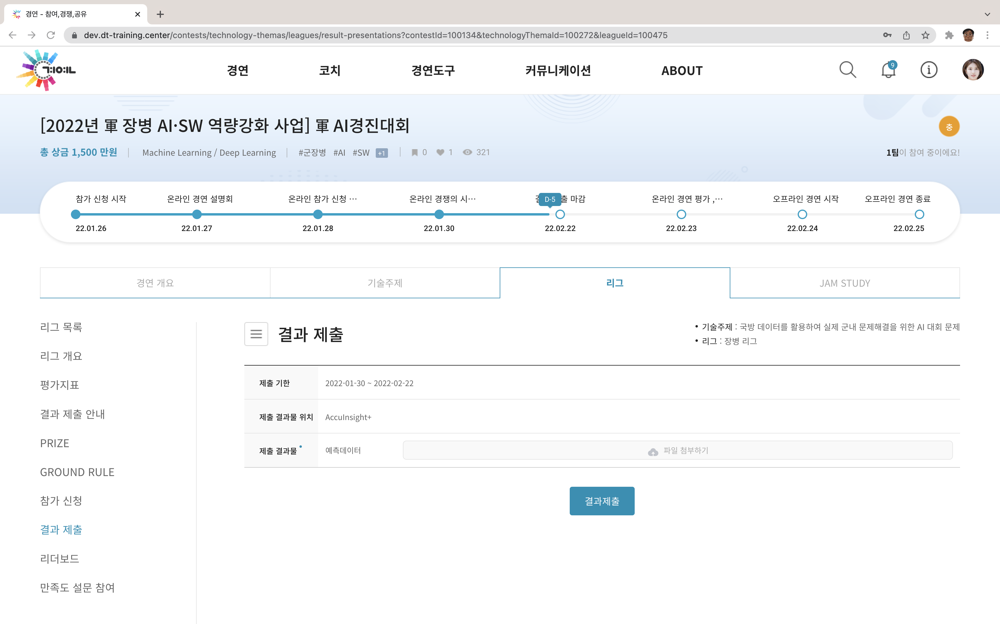 경연 - 참여,경쟁,공유
dev.dt-training.center/contests/technology-themas/leagues/result-presentations?contestId=100134&technologyThemaId=100272&leagueId=100475
경연
코치
경연도구
커뮤니케이션
ABOUT
9
[2022년 軍 장병 AI·SW 역량강화 사업] 軍 AI경진대회
충
총 상금 1,500 만원
Machine Learning / Deep Learning
#군장병 #AI #SW +1
0
1
321
1팀이 참여 중이에요!
참가 신청 시작
온라인 경연 설명회
온라인 참가 신청 …
온라인 경쟁의 시…
D-5
출 마감
온라인 경연 평가 ,…
오프라인 경연 시작
오프라인 경연 종료
22.01.26
22.01.27
22.01.28
22.01.30
22.02.22
22.02.23
22.02.24
22.02.25
경연 개요
기술주제
리그
JAM STUDY
리그 목록
리그 개요
평가지표
결과 제출 안내
PRIZE
GROUND RULE
참가 신청
결과 제출
리더보드
만족도 설문 참여
결과 제출
• 기술주제 : 국방 데이터를 활용하여 실제 군내 문제해결을 위한 AI 대회 문제
• 리그 : 장병 리그
제출 기한
2022-01-30 ~ 2022-02-22
제출 결과물 위치
AccuInsight+
제출 결과물
예측데이터
파일 첨부하기
결과제출